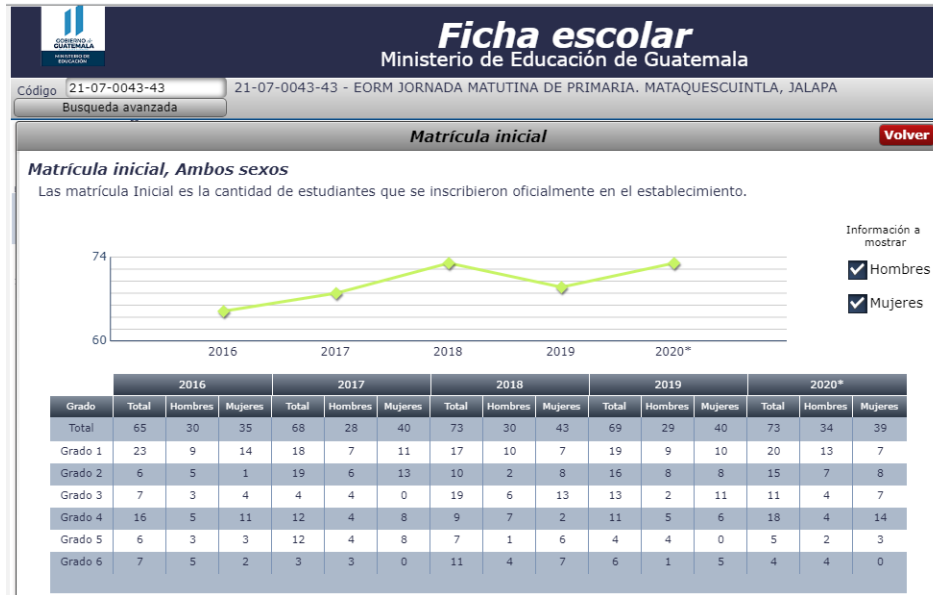 GOBIERNO de
GUATEMALA
MINISTERIO DE
EDUCACIÓN
Ficha escolar
Ministerio de Educación de Guatemala
Código 21-07-0043-43 21-07-0043-43 - EORM JORNADA MATUTINA DE PRIMARIA. MATAQUESCUINTLA, JALAPA
Busqueda avanzada
Matrícula inicial Volver
Matrícula inicial, Ambos sexos
Las matrícula Inicial es la cantidad de estudiantes que se inscribieron oficialmente en el establecimiento.
Información a
mostrar
Hombres
Mujeres
74
60
2016 2017 2018 2019 2020*
2016 2017 2018 2019 2020*
Grado Total Hombres Mujeres Total Hombres Mujeres Total Hombres Mujeres Total Hombres Mujeres Total Hombres Mujeres
Total 65 30 35 68 28 40 73 30 43 69 29 40 73 34 39
Grado 1 23 9 14 18 7 11 17 10 7 19 9 10 20 13 7
Grado 2 6 5 1 19 6 13 10 2 8 16 8 8 15 7 8
Grado 3 7 3 4 4 4 0 19 6 13 13 2 11 11 4 7
Grado 4 16 5 11 12 4 8 9 7 2 11 5 6 18 4 14
Grado 5 6 3 3 12 4 8 7 1 6 4 4 0 5 2 3
Grado 6 7 5 2 3 3 0 11 4 7 6 1 5 4 4 0